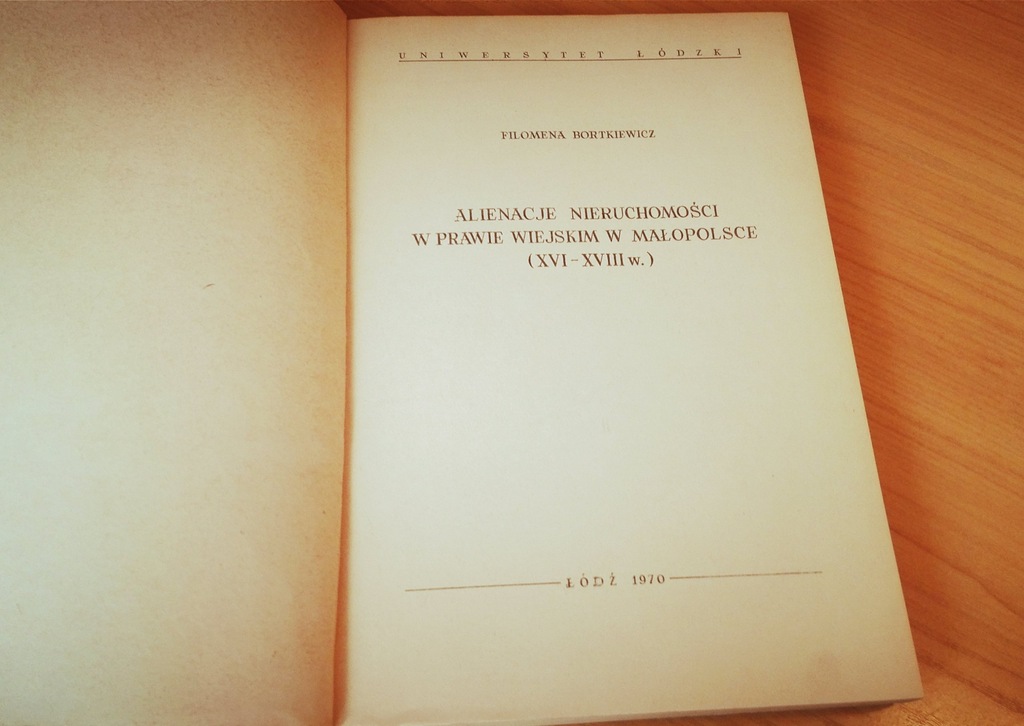 UNIWERSYTET ŁÓDZKI
FILOMENA BORTKIEWICZ
ALIENACJE NIERUCHOMOŚCI
W PRAWIE WIEJSKIM W MAŁOPOLSCE
(XVI–XVIII w.)
ŁÓDŹ 1970